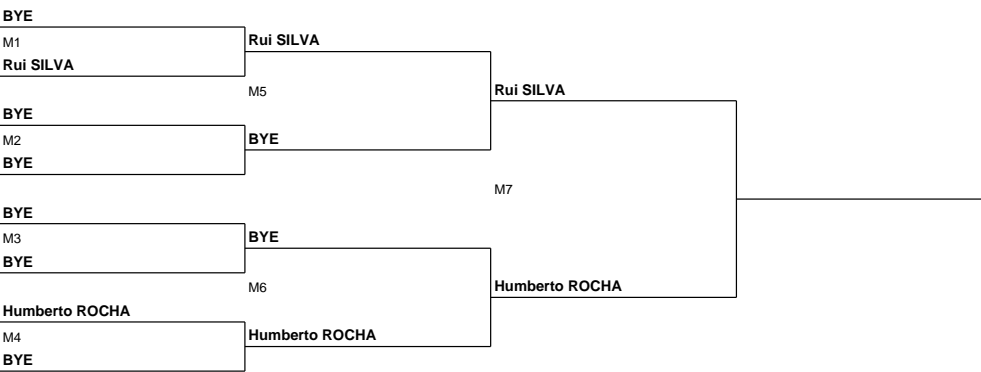 BYE
M1
Rui SILVA
Rui SILVA
M5
Rui SILVA
BYE
M2
BYE
BYE
M7
BYE
M3
BYE
BYE
M6
Humberto ROCHA
Humberto ROCHA
M4
BYE
Humberto ROCHA